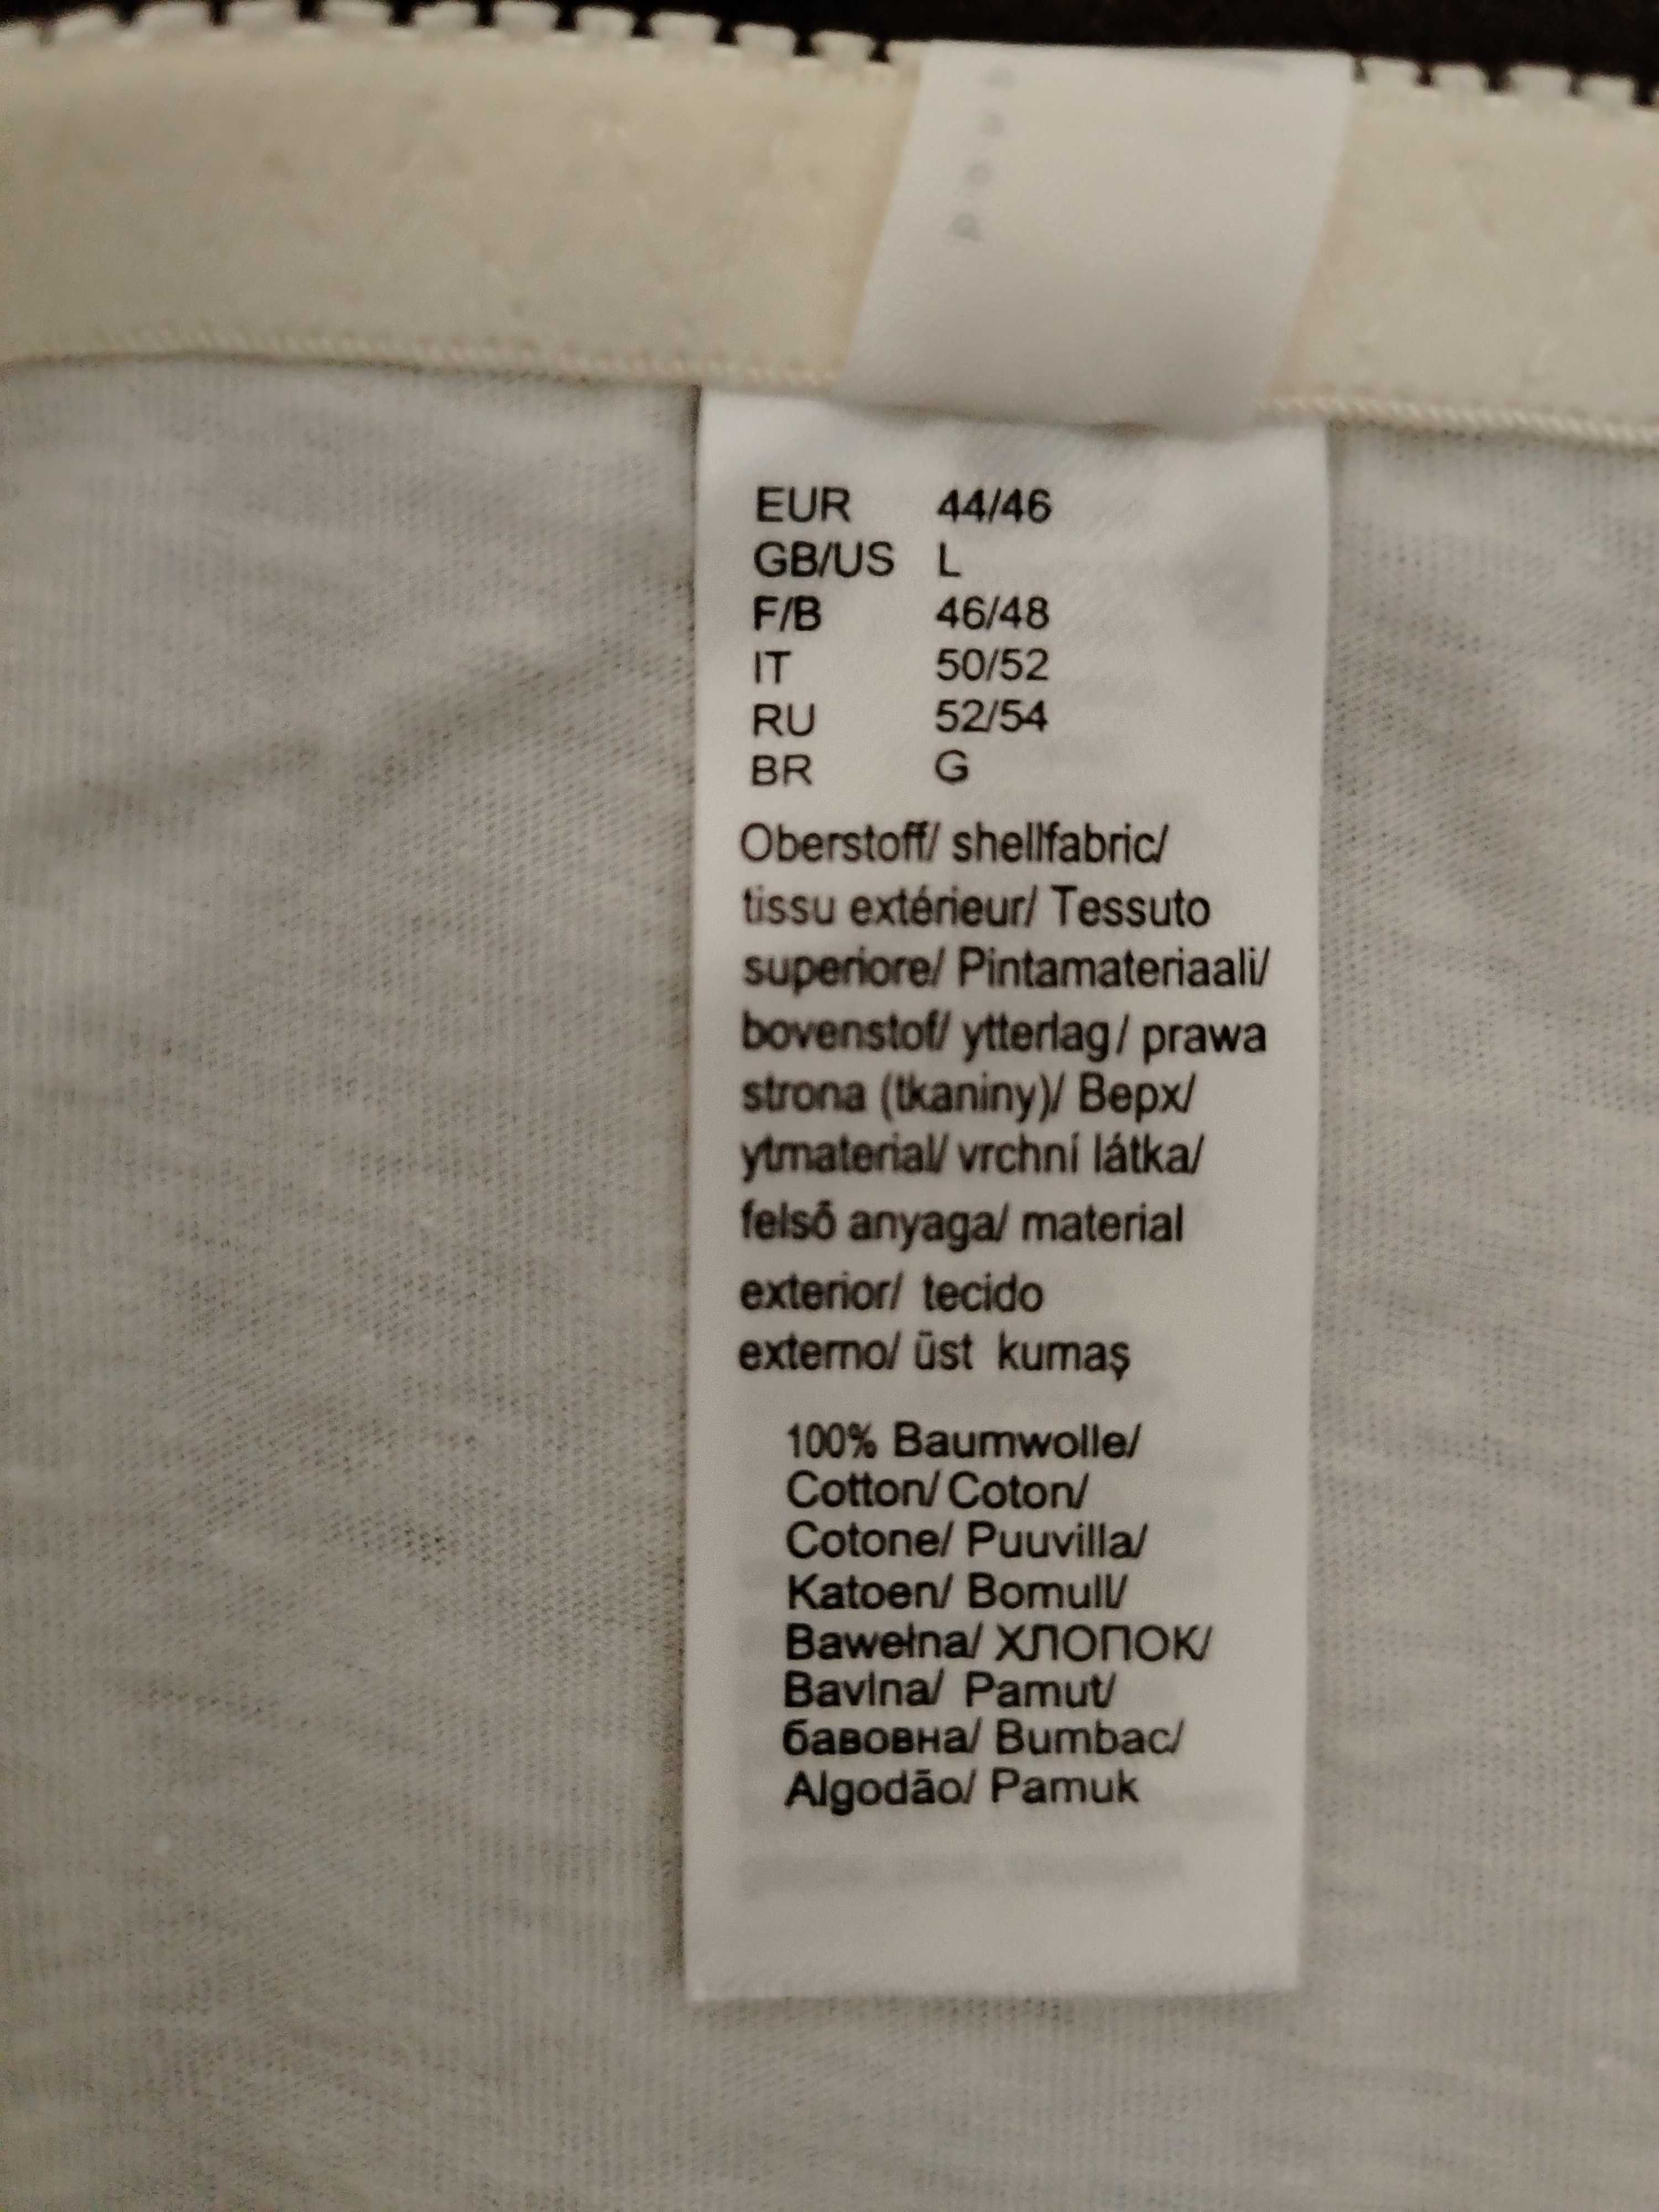 EUR 44/46
GB/US L
F/B 46/48
IT 50/52
RU 52/54
BR G
Oberstoff/ shellfabric/
tissu extérieur/ Tessuto
superiore/ Pintamateriaali/
bovenstof/ ytterlag/ prawa
strona (tkaniny)/ Верх/
ytmaterial/ vrchní látka/
felső anyaga/ material
exterior/ tecido
externo/ üst kumaş
100% Baumwolle/
Cotton/ Coton/
Cotone/ Puuvilla/
Katoen/ Bomull/
Bawełna/ ХЛОПОК/
Bavlna/ Pamut/
бавовна/ Bumbac/
Algodão/ Pamuk